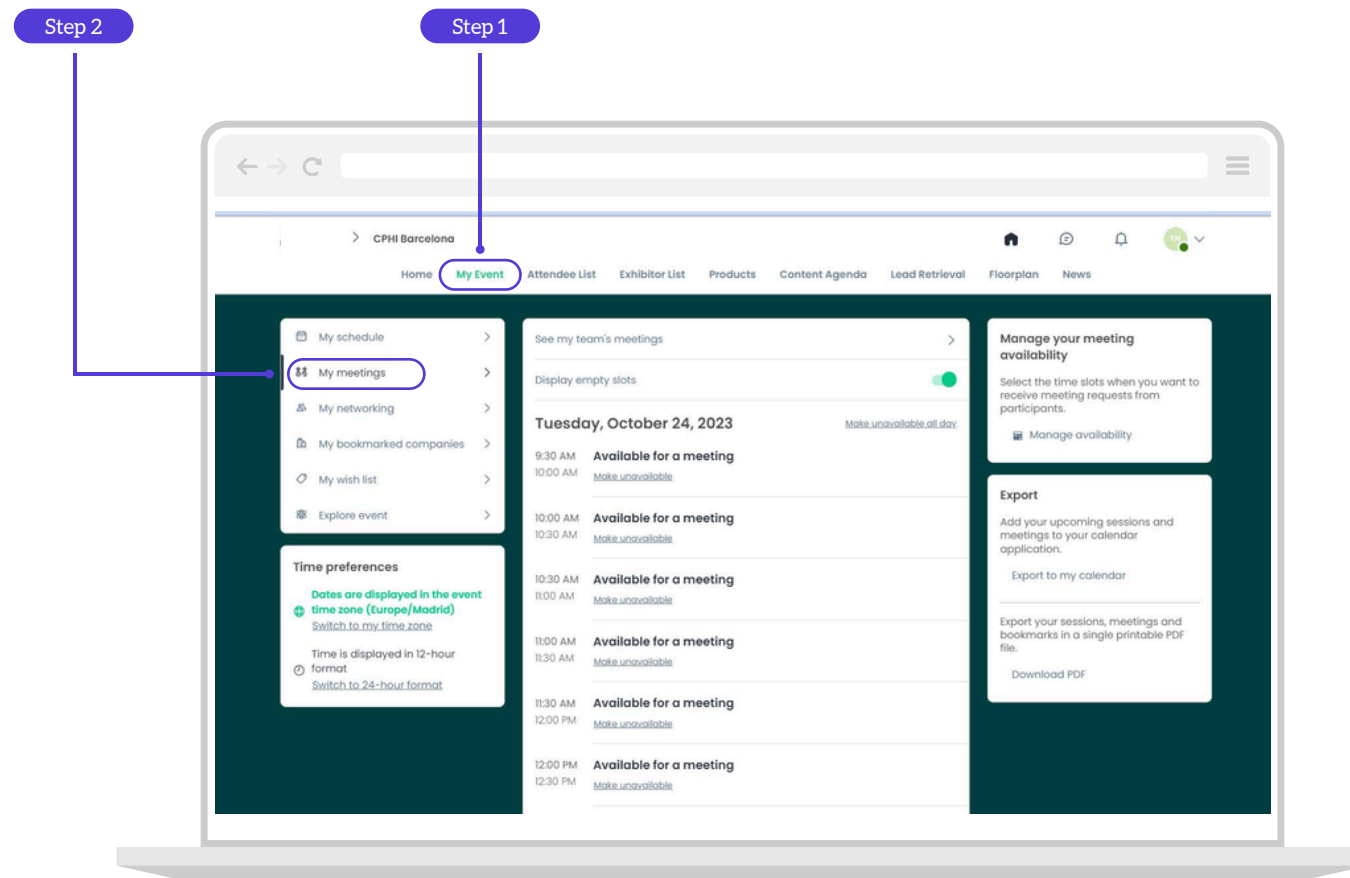 Step 2
Step 1
CPHI Barcelona
TH
Home My Event Attendee List Exhibitor List Products Content Agenda Lead Retrieval Floorplan News
My schedule
My meetings
My networking
My bookmarked companies
My wish list
Explore event
Time preferences
Dates are displayed in the event
time zone (Europe/Madrid)
Switch to my time zone
Time is displayed in 12-hour
format
Switch to 24-hour format
See my team's meetings
Display empty slots
Tuesday, October 24, 2023 Make unavailable all day
9:30 AM Available for a meeting
10:00 AM Make unavailable
10:00 AM Available for a meeting
10:30 AM Make unavailable
10:30 AM Available for a meeting
11:00 AM Make unavailable
11:00 AM Available for a meeting
11:30 AM Make unavailable
11:30 AM Available for a meeting
12:00 PM Make unavailable
12:00 PM Available for a meeting
12:30 PM Make unavailable
Manage your meeting
availability
Select the time slots when you want to
receive meeting requests from
participants.
Manage availability
Export
Add your upcoming sessions and
meetings to your calendar
application.
Export to my calendar
Export your sessions, meetings and
bookmarks in a single printable PDF
file.
Download PDF